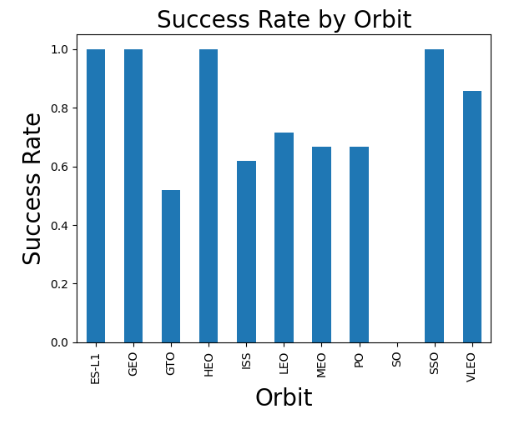 Success Rate by Orbit
Success Rate
1.0
0.8
0.6
0.4
0.2
0.0
ES-L1
GEO
GTO
HEO
ISS
LEO
MEO
PO
SO
SSO
VLEO
Orbit